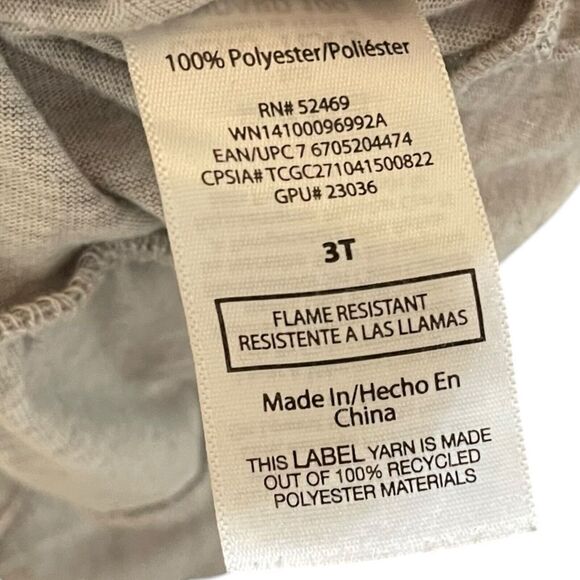 100% Polyester/Poliéster
RN# 52469
WN14100096992A
EAN/UPC 7 6705204474
CPSIA# TCGC271041500822
GPU# 23036
3T
FLAME RESISTANT
RESISTENTE A LAS LLAMAS
Made In/Hecho En
China
THIS LABEL YARN IS MADE
OUT OF 100% RECYCLED
POLYESTER MATERIALS